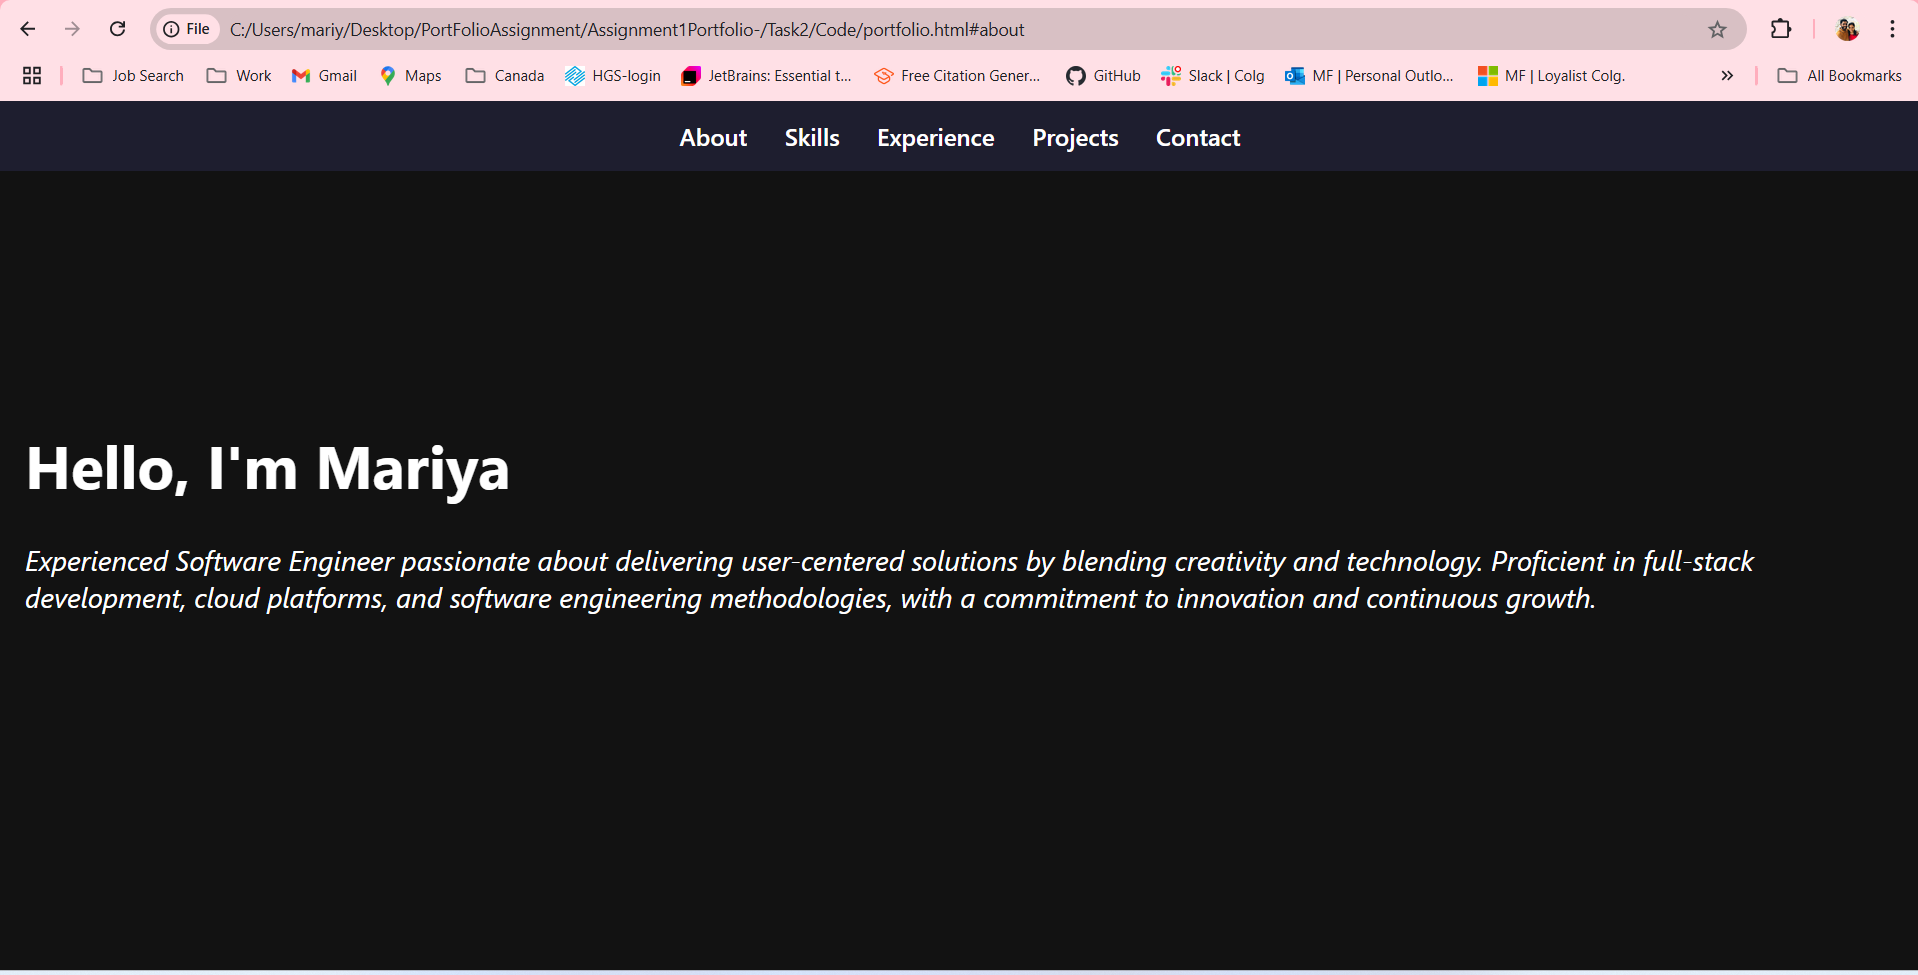 File C:/Users/mariy/Desktop/PortFolioAssignment/Assignment1Portfolio-/Task2/Code/portfolio.html#about
Job Search Work Gmail Maps Canada HGS-login JetBrains: Essential t... Free Citation Gener... GitHub Slack | Colg MF | Personal Outlo... MF | Loyalist Colg. » All Bookmarks
About Skills Experience Projects Contact
Hello, I'm Mariya
Experienced Software Engineer passionate about delivering user-centered solutions by blending creativity and technology. Proficient in full-stack
development, cloud platforms, and software engineering methodologies, with a commitment to innovation and continuous growth.